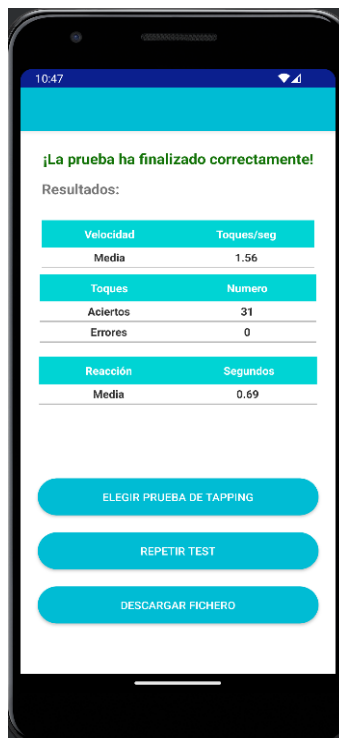 10:47
¡La prueba ha finalizado correctamente!
Resultados:
Velocidad Toques/seg
Media 1.56
Toques Numero
Aciertos 31
Errores 0
Reacción Segundos
Media 0.69
ELEGIR PRUEBA DE TAPPING
REPETIR TEST
DESCARGAR FICHERO